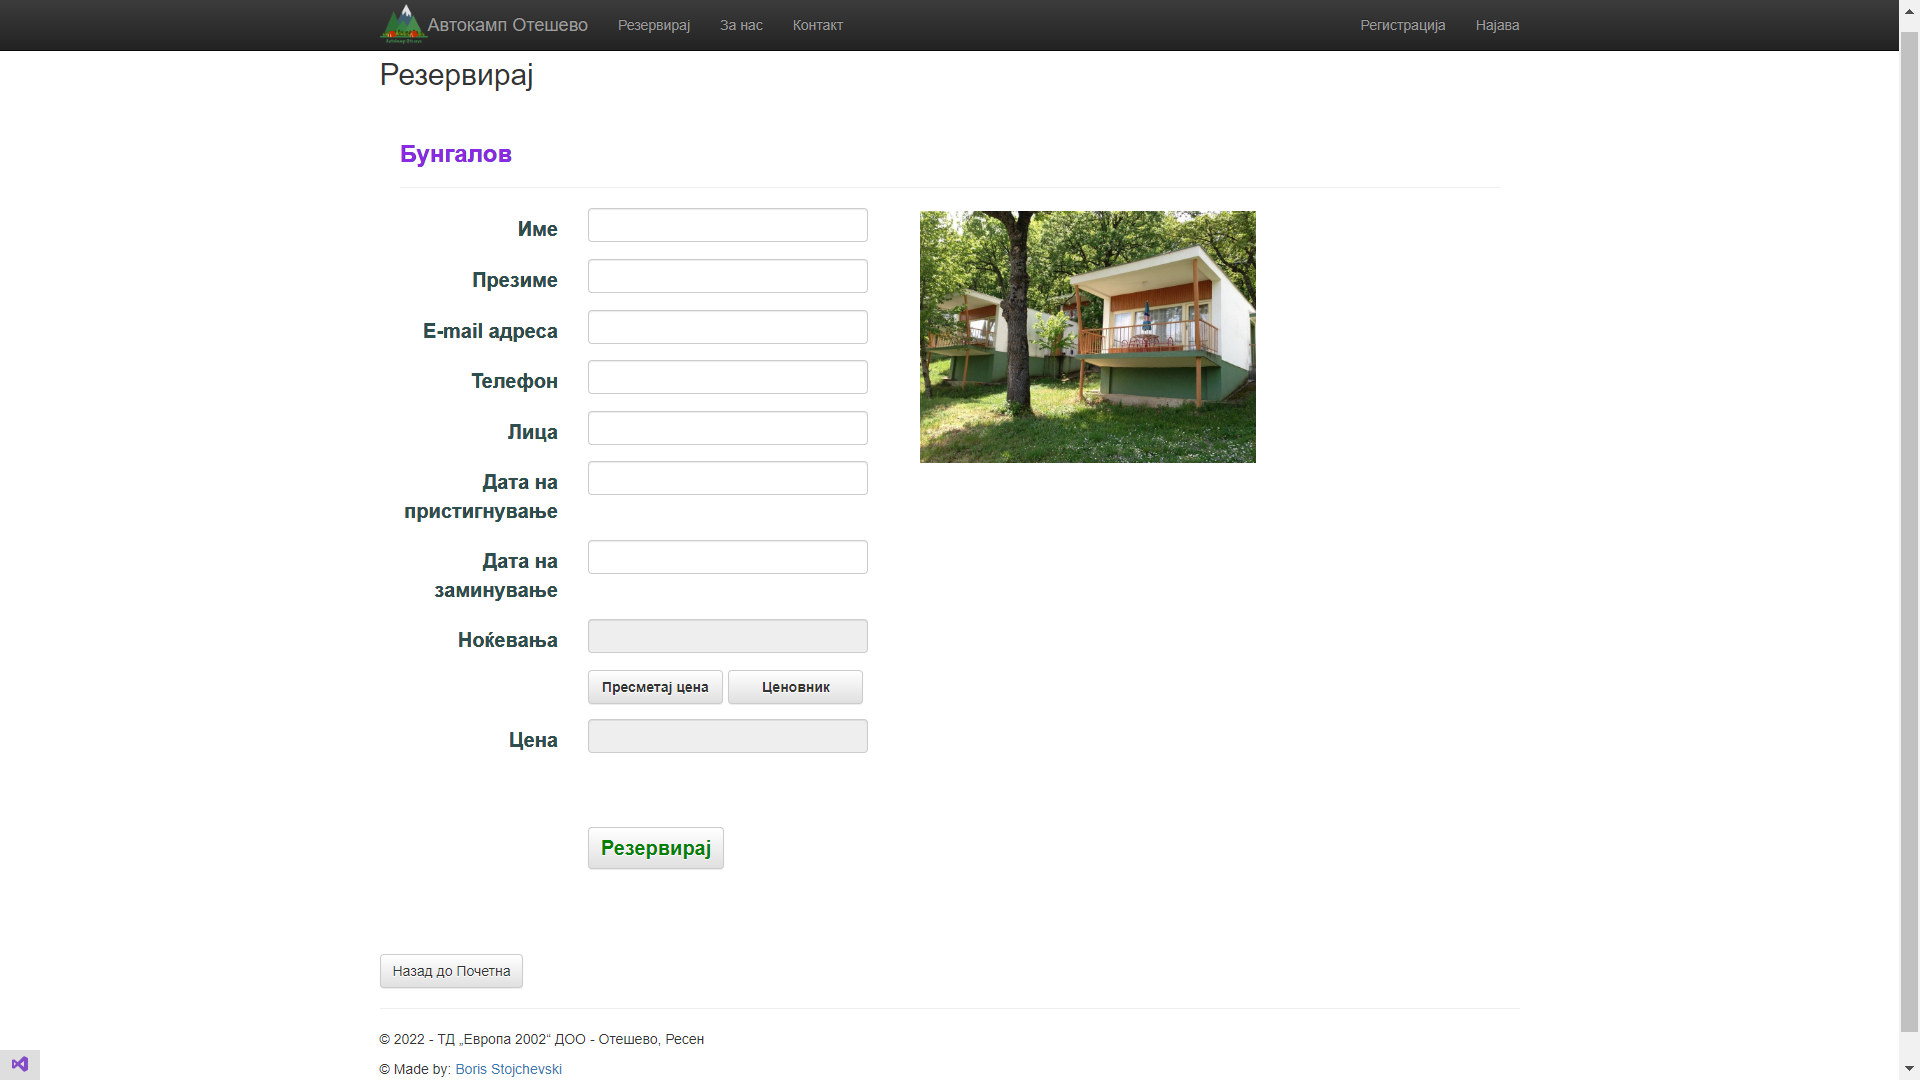 Автокамп Отешево Резервирај За нас Контакт Регистрација Најава
Резервирај
Бунгалов
Име
Презиме
E-mail адреса
Телефон
Лица
Дата на
пристигнување
Дата на
заминување
Ноќевања
Пресметај цена Ценовник
Цена
Резервирај
Назад до Почетна
© 2022 - ТД „Европа 2002“ ДОО - Отешево, Ресен
© Made by: Boris Stojchevski